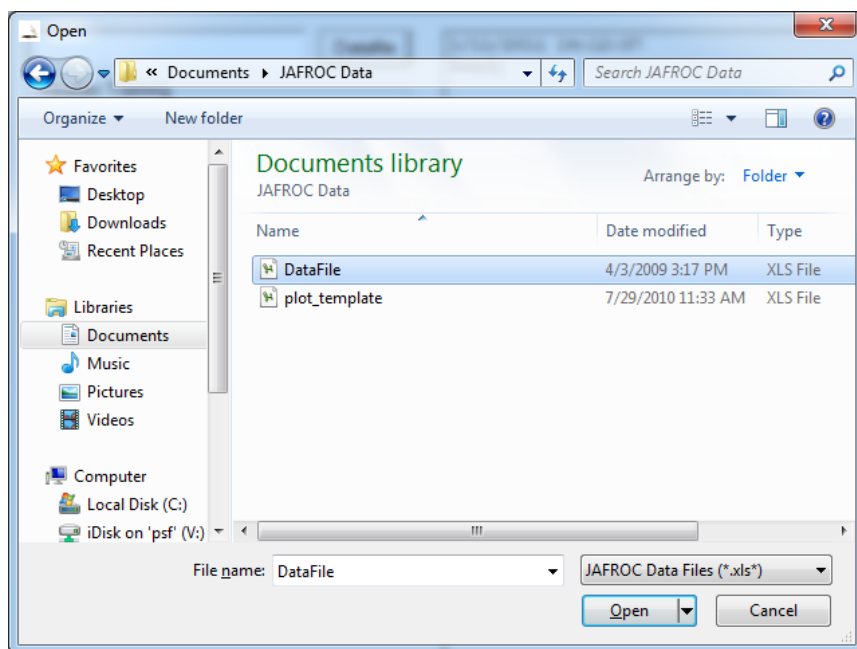 Open
« Documents ▸ JAFROC Data
Search JAFROC Data
Organize
New folder
Favorites
Desktop
Downloads
Recent Places
Libraries
Documents
Music
Pictures
Videos
Computer
Local Disk (C:)
iDisk on 'psf' (V:)
Documents library
JAFROC Data
Arrange by: Folder
Name Date modified Type
DataFile 4/3/2009 3:17 PM XLS File
plot_template 7/29/2010 11:33 AM XLS File
File name: DataFile
JAFROC Data Files (*.xls*)
Open Cancel